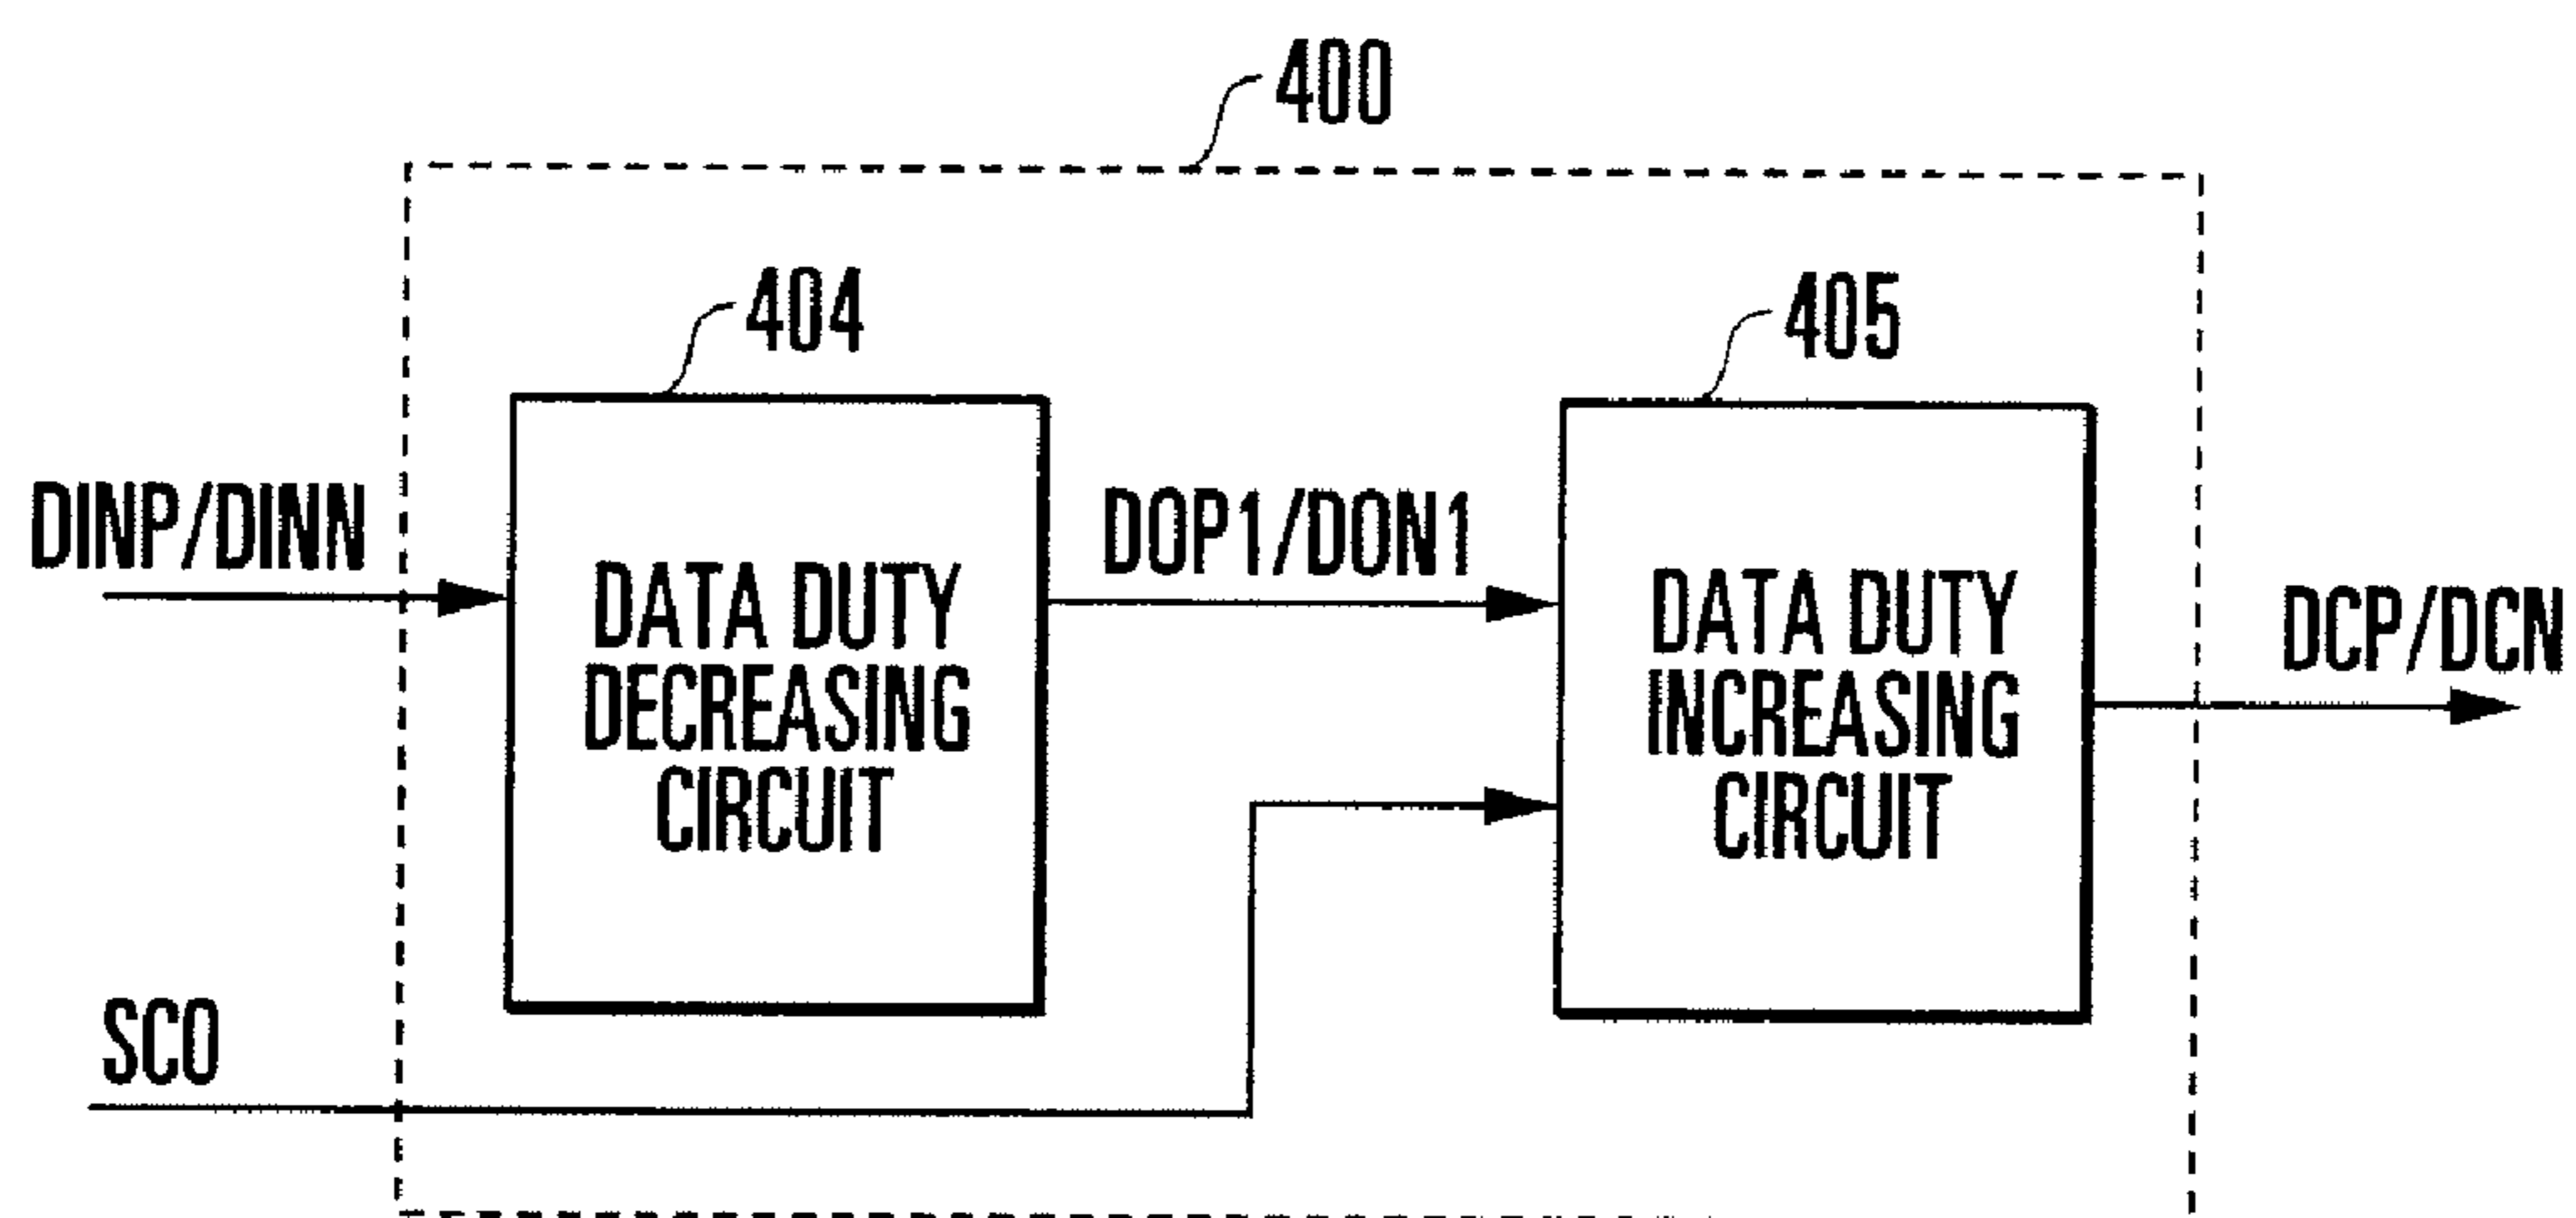 400
404
405
DINP/DINN
DATA DUTY
DECREASING
CIRCUIT
DOP1/DON1
DATA DUTY
INCREASING
CIRCUIT
DCP/DCN
SCO